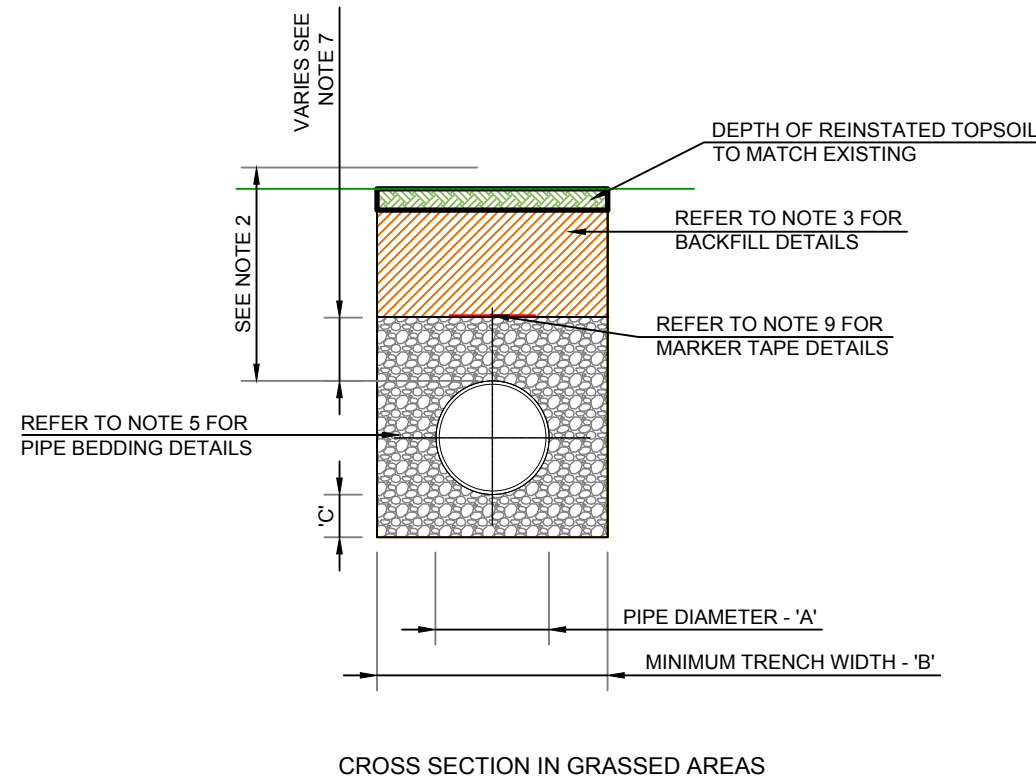 VARIES SEE
NOTE 7
DEPTH OF REINSTATED TOPSOIL
TO MATCH EXISTING
SEE NOTE 2
REFER TO NOTE 3 FOR
BACKFILL DETAILS
REFER TO NOTE 9 FOR
MARKER TAPE DETAILS
REFER TO NOTE 5 FOR
PIPE BEDDING DETAILS
'C'
PIPE DIAMETER - 'A'
MINIMUM TRENCH WIDTH - 'B'
CROSS SECTION IN GRASSED AREAS